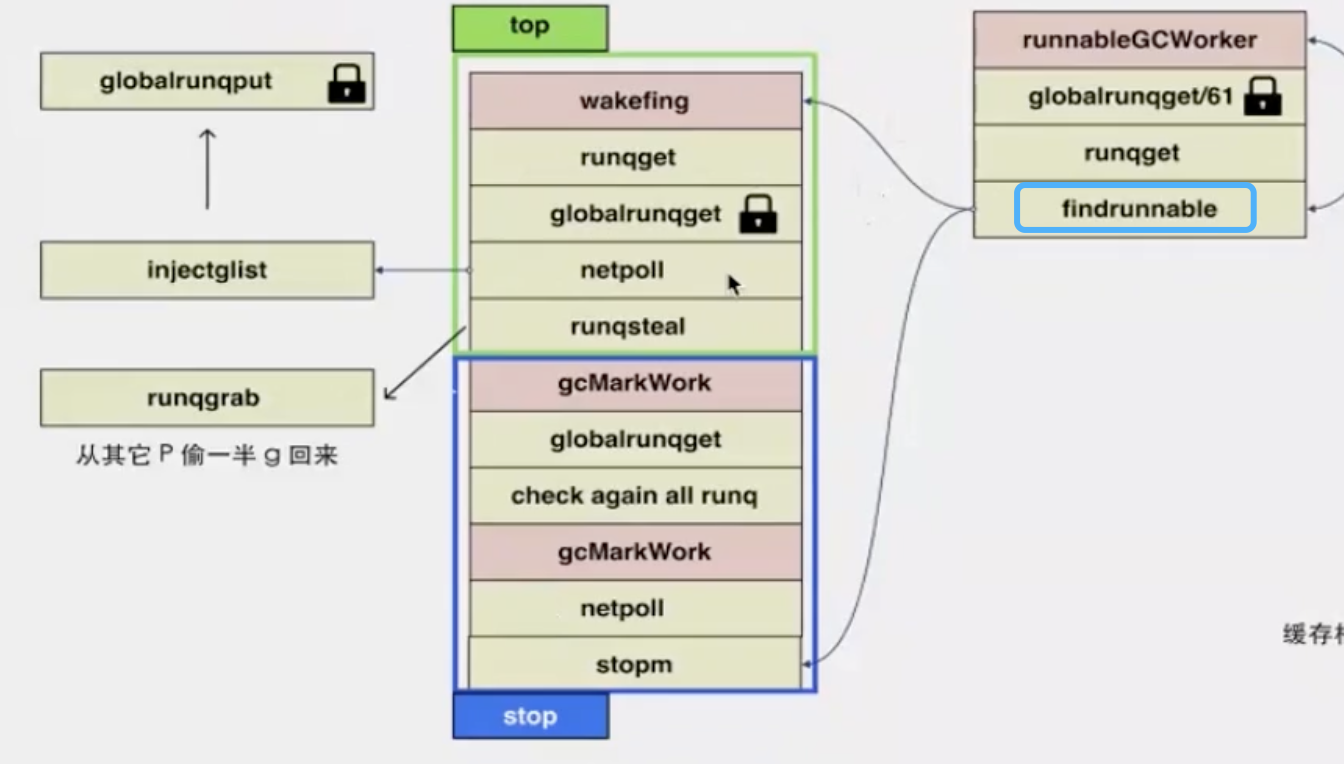 globalrunqput
injectglist
runqgrab
从其它 P 偷一半 g 回来
top
wakefing
runqget
globalrunqget
netpoll
runqsteal
gcMarkWork
globalrunqget
check again all runq
gcMarkWork
netpoll
stopm
stop
runnableGCWorker
globalrunqget/61
runqget
findrunnable
缓存